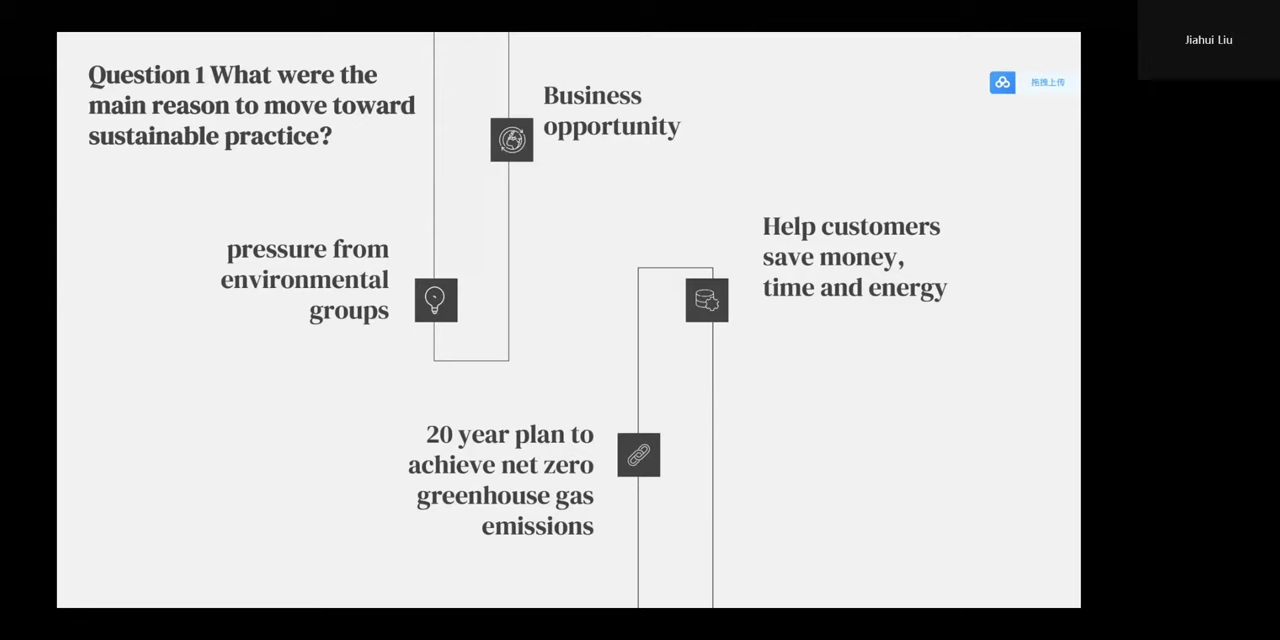 Question 1 What were the
main reason to move toward
sustainable practice?
Business
opportunity
pressure from
environmental
groups
Help customers
save money,
time and energy
20 year plan to
achieve net zero
greenhouse gas
emissions
拖拽上传
Jiahui Liu